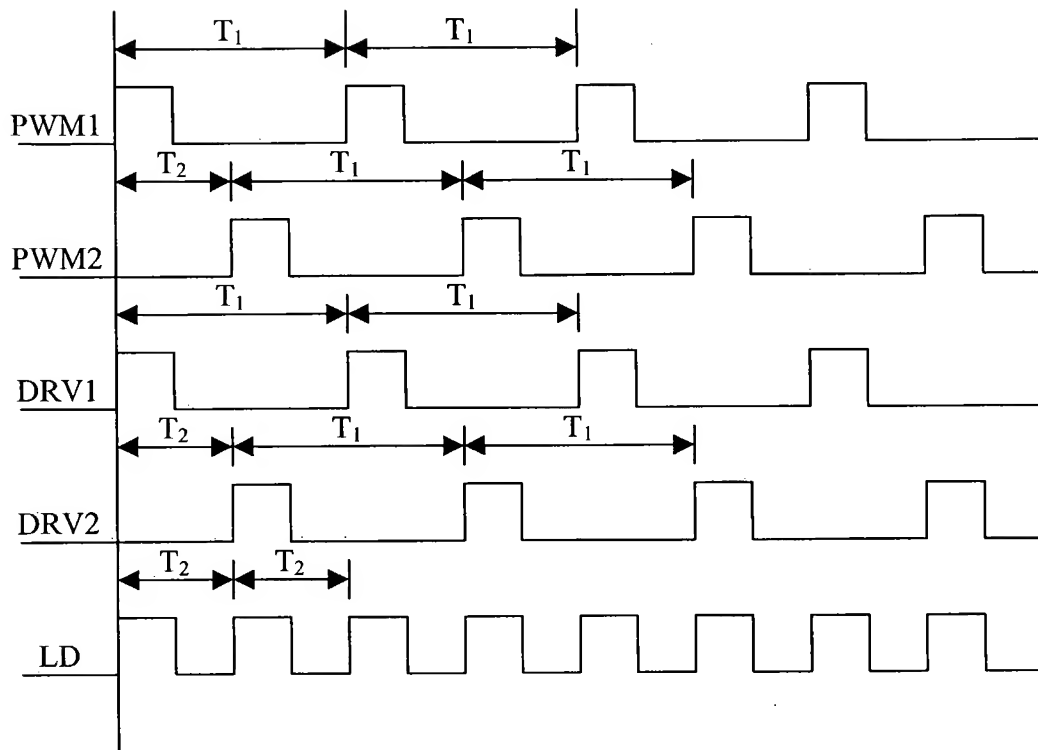 T₁ T₁
PWM1
T₂ T₁ T₁
PWM2
T₁ T₁
DRV1
T₂ T₁ T₁
DRV2
T₂ T₂
LD